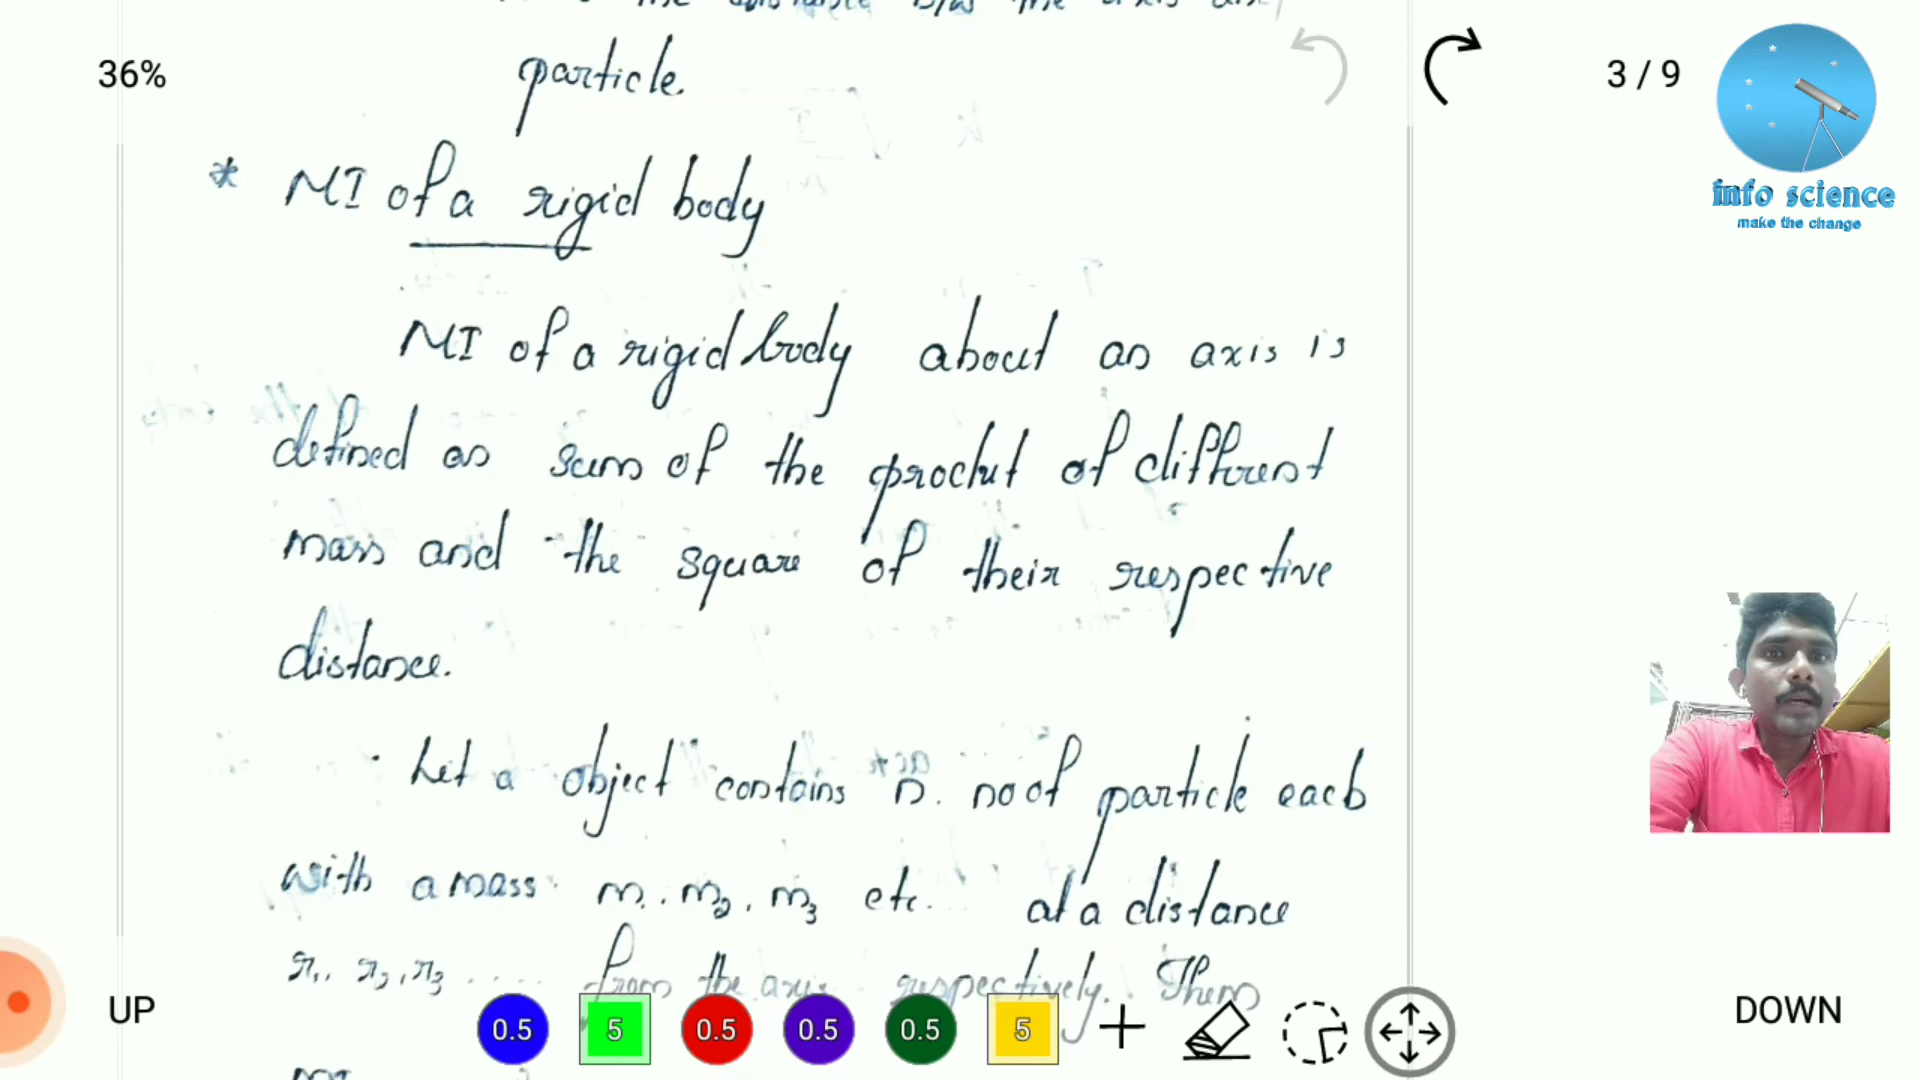 36%
3 / 9
particle.
info science
make the change
* MI of a rigid body
MI of a rigid body about an axis is
defined as sum of the produt of different
mass and the square of their respective
distance.
Let a object contains n. no of particle each
with a mass m1, m2, m3 etc. at a distance
r1, r2, r3 ..... from the axis respectively. Then
UP
0.5
5
0.5
0.5
0.5
5
DOWN